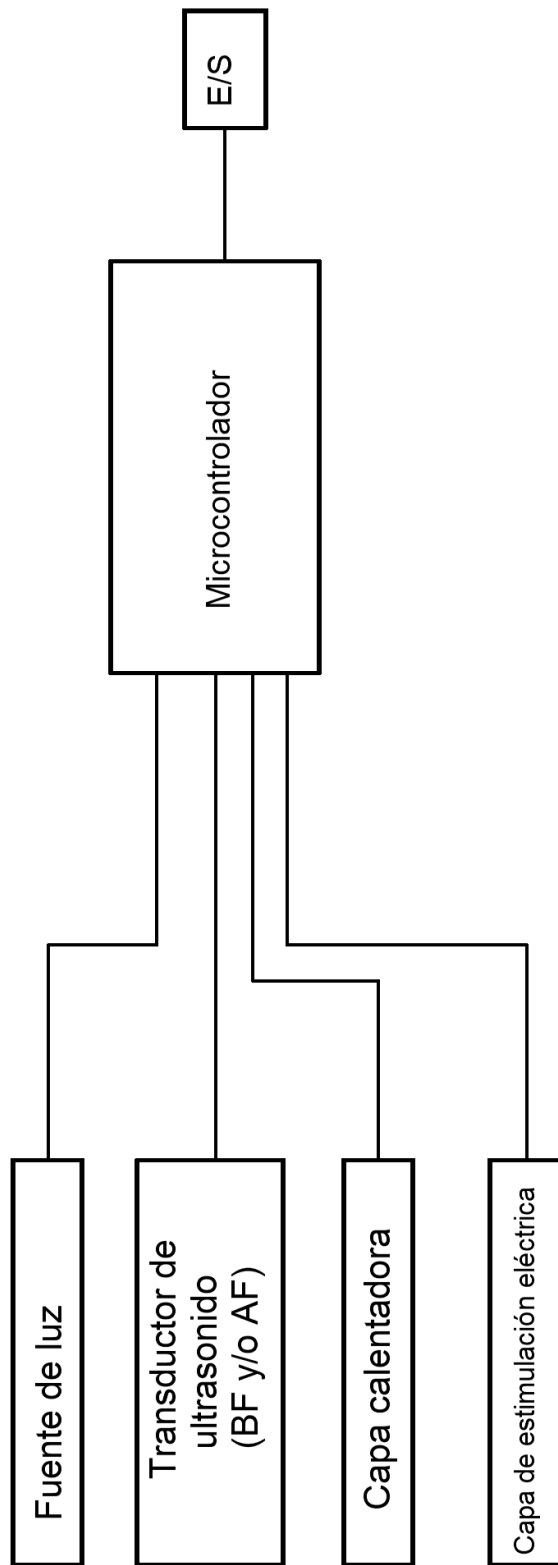 E/S
Microcontrolador
Fuente de luz
Transductor de
ultrasonido
(BF y/o AF)
Capa calentadora
Capa de estimulación eléctrica